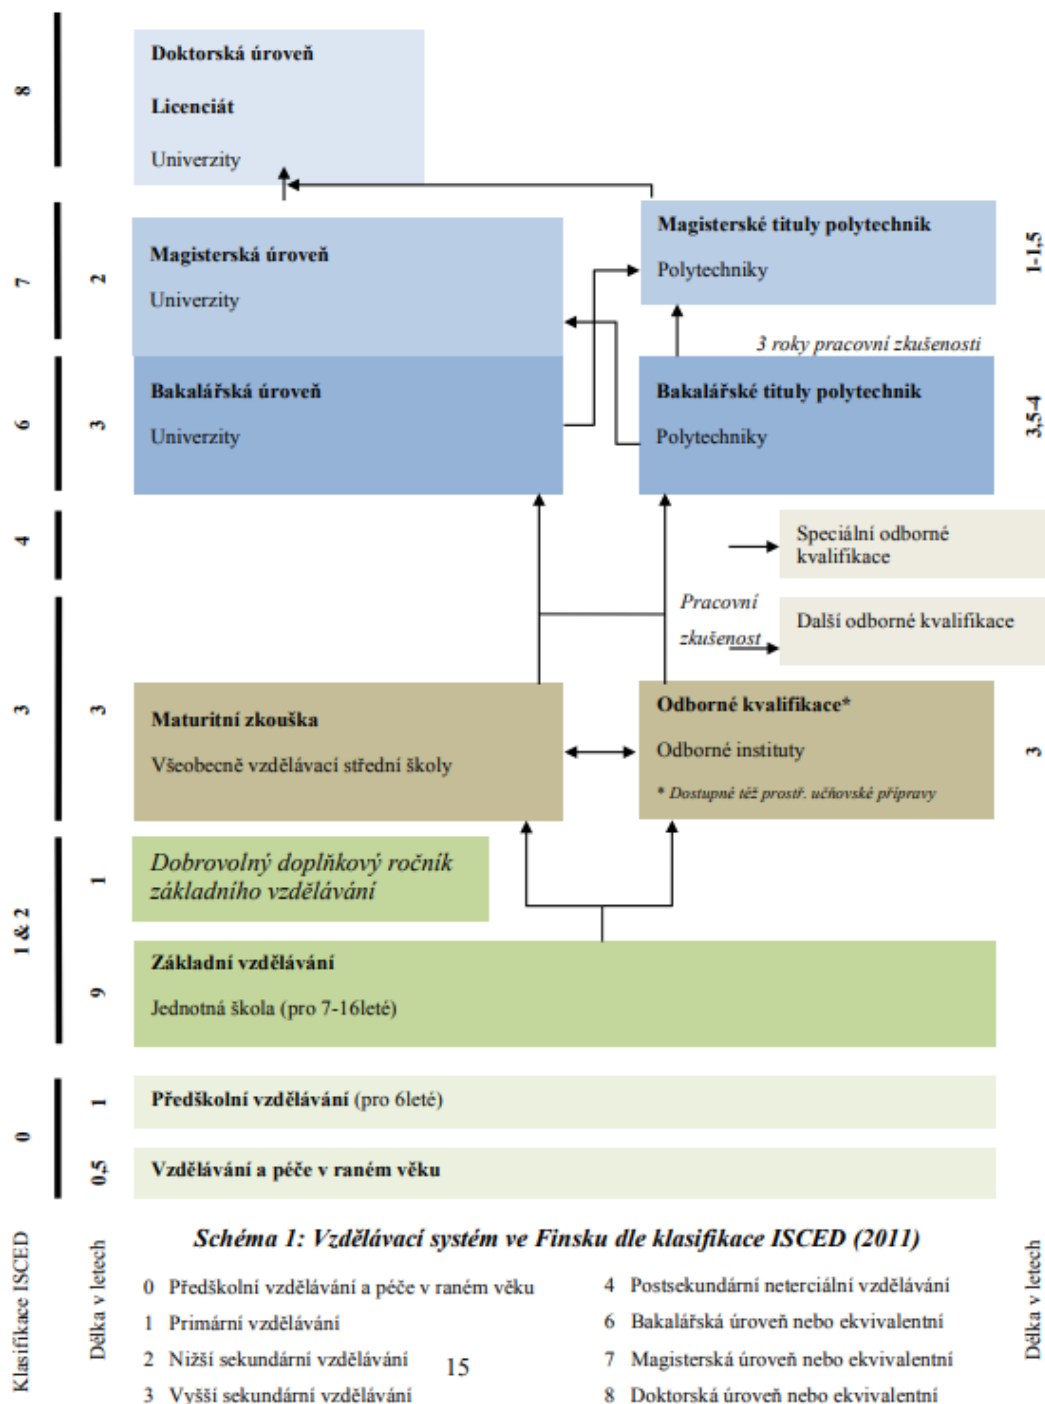 8
Doktorská úroveň
Licenciát
Univerzity
7
2
Magisterská úroveň
Univerzity
Magisterské tituly polytechnik
Polytechniky
1-1,5
3 roky pracovní zkušenosti
6
3
Bakalářská úroveň
Univerzity
Bakalářské tituly polytechnik
Polytechniky
3,5-4
4
Speciální odborné
kvalifikace
Pracovní
zkušenost
Další odborné kvalifikace
3
3
Maturitní zkouška
Všeobecně vzdělávací střední školy
Odborné kvalifikace*
Odborné instituty
* Dostupné též prostř. učňovské přípravy
3
1 & 2
1
Dobrovolný doplňkový ročník
základního vzdělávání
9
Základní vzdělávání
Jednotná škola (pro 7-16leté)
0
1
Předškolní vzdělávání (pro 6leté)
0,5
Vzdělávání a péče v raném věku
Klasifikace ISCED
Délka v letech
Délka v letech
Schéma 1: Vzdělávací systém ve Finsku dle klasifikace ISCED (2011)
0 Předškolní vzdělávání a péče v raném věku
1 Primární vzdělávání
2 Nižší sekundární vzdělávání
3 Vyšší sekundární vzdělávání
4 Postsekundární neterciální vzdělávání
6 Bakalářská úroveň nebo ekvivalentní
7 Magisterská úroveň nebo ekvivalentní
8 Doktorská úroveň nebo ekvivalentní
15